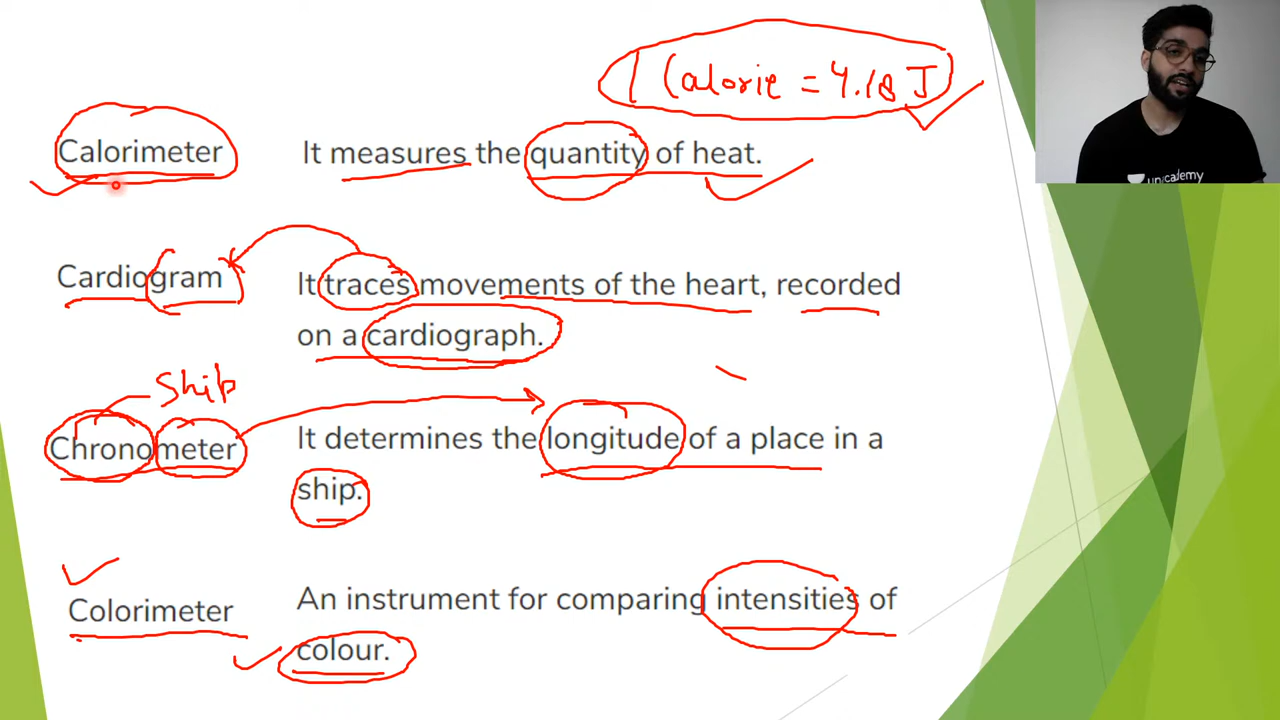 1 Calorie = 4.18 J
Calorimeter It measures the quantity of heat.
unacademy
Cardiogram It traces movements of the heart, recorded
on a cardiograph.
Ship
Chronometer It determines the longitude of a place in a
ship.
Colorimeter An instrument for comparing intensities of
colour.